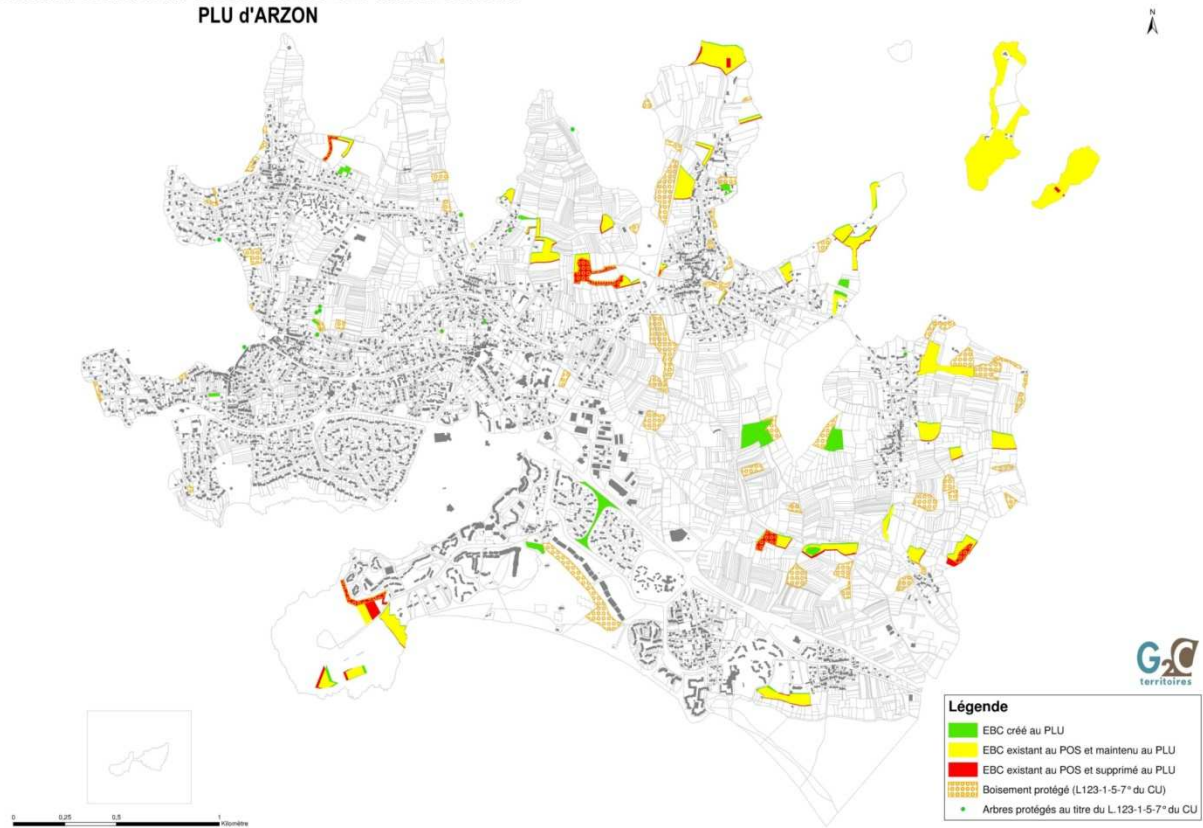 PLU d'ARZON
N
G2C
territoires
Légende
EBC créé au PLU
EBC existant au POS et maintenu au PLU
EBC existant au POS et supprimé au PLU
Boisement protégé (L123-1-5-7° du CU)
Arbres protégés au titre du L.123-1-5-7° du CU
0 0,25 0,5 1
Kilomètre